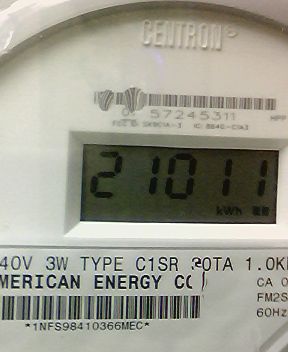 CENTRON
57245311
21011
kWh
40V 3W TYPE C1SR 30TA 1.0K
MERICAN ENERGY CO
CA 0
FM2S
60Hz
*1NFS98410366MEC*